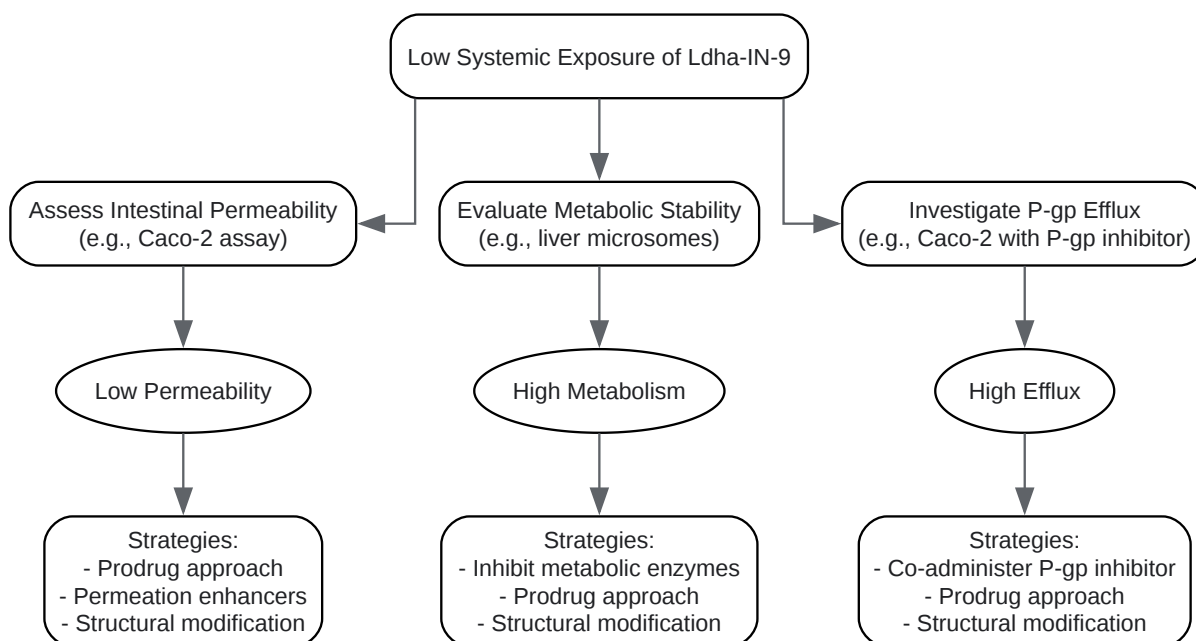 Low Systemic Exposure of Ldha-IN-9
Assess Intestinal Permeability
(e.g., Caco-2 assay)
Evaluate Metabolic Stability
(e.g., liver microsomes)
Investigate P-gp Efflux
(e.g., Caco-2 with P-gp inhibitor)
Low Permeability
High Metabolism
High Efflux
Strategies:
- Prodrug approach
- Permeation enhancers
- Structural modification
Strategies:
- Inhibit metabolic enzymes
- Prodrug approach
- Structural modification
Strategies:
- Co-administer P-gp inhibitor
- Prodrug approach
- Structural modification